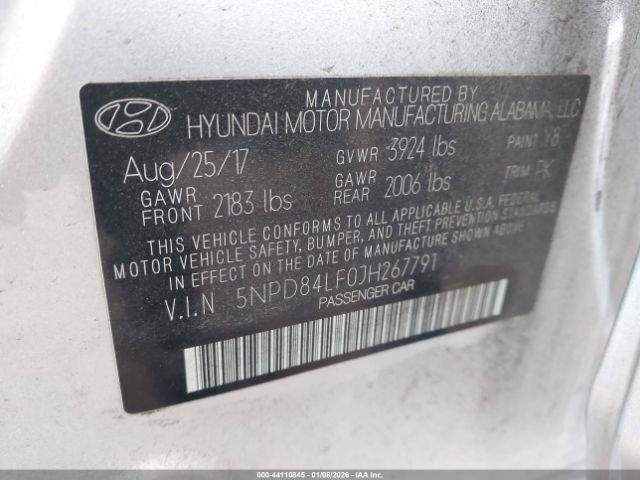 MANUFACTURED BY
HYUNDAI MOTOR MANUFACTURING ALABAMA, LLC
Aug/25/17 GVWR 3924 lbs PAINT Y8
GAWR FRONT 2183 lbs GAWR REAR 2006 lbs TRIM PK
THIS VEHICLE CONFORMS TO ALL APPLICABLE U.S.A. FEDERAL
MOTOR VEHICLE SAFETY, BUMPER, AND THEFT PREVENTION STANDARDS
IN EFFECT ON THE DATE OF MANUFACTURE SHOWN ABOVE.
V.I.N 5NPD84LF0JH267791
PASSENGER CAR
000-44110845 - 01/08/2026 - COPYRIGHT © IAA, LLC